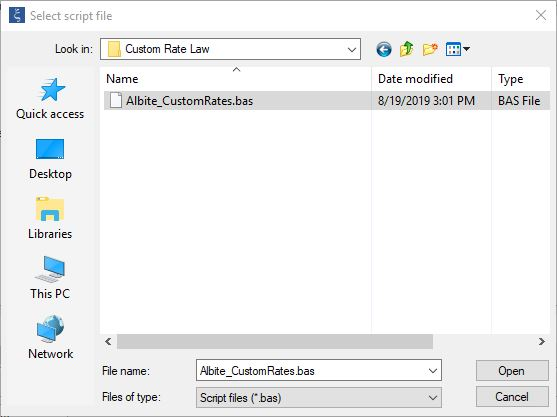 Select script file
Look in: Custom Rate Law
Name Date modified Type
Albite_CustomRates.bas 8/19/2019 3:01 PM BAS File
Quick access
Desktop
Libraries
This PC
Network
File name: Albite_CustomRates.bas Open
Files of type: Script files (*.bas) Cancel